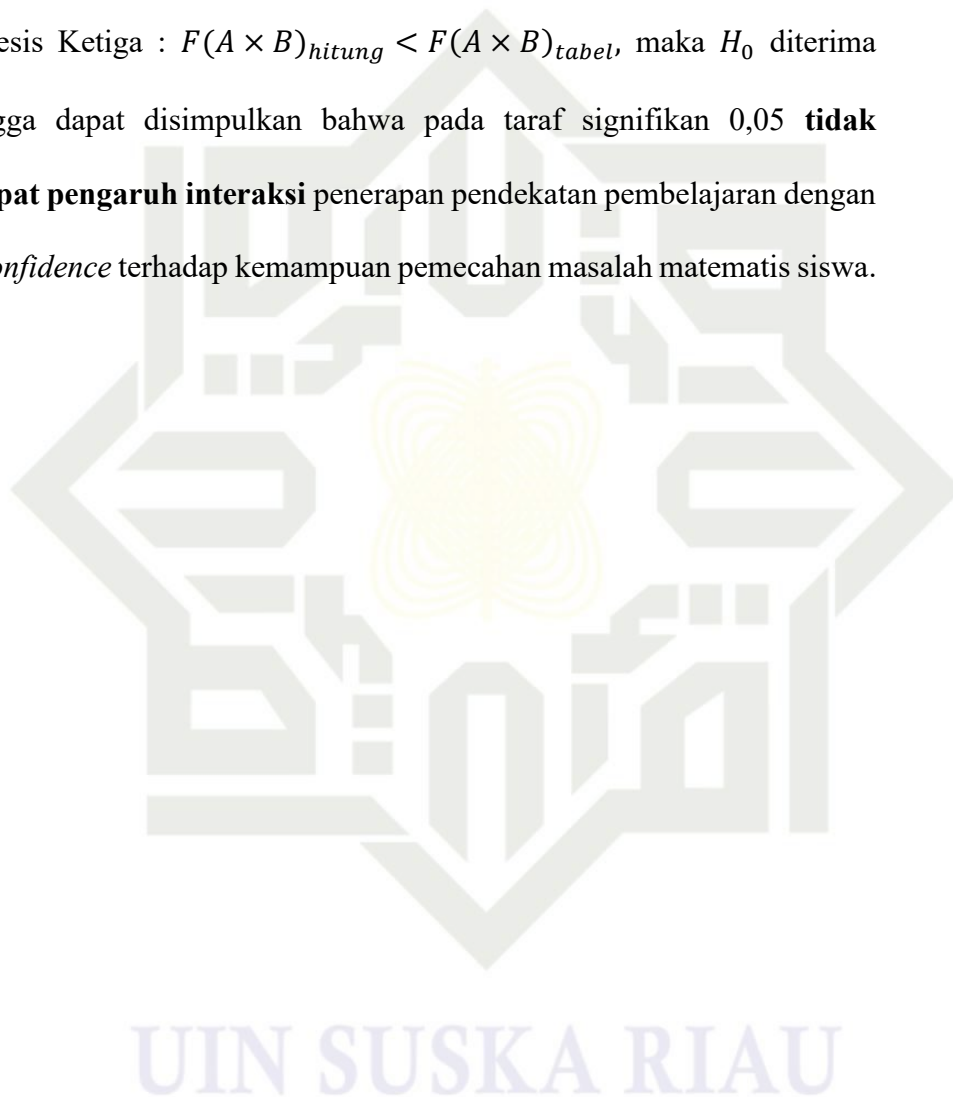 esis Ketiga : F(A × B)hitung < F(A × B)tabel, maka H0 diterima
gga dapat disimpulkan bahwa pada taraf signifikan 0,05 tidak
pat pengaruh interaksi penerapan pendekatan pembelajaran dengan
onfidence terhadap kemampuan pemecahan masalah matematis siswa.
UIN SUSKA RIAU